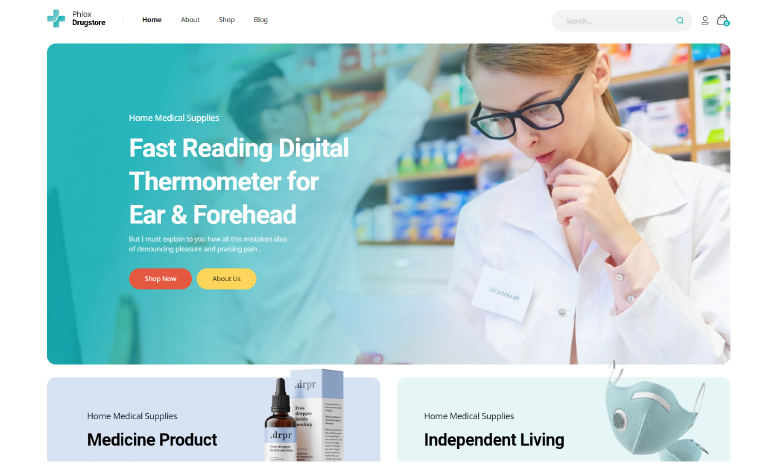 Phlox
Drugstore
Home
About
Shop
Blog
Search...
Home Medical Supplies
Fast Reading Digital
Thermometer for
Ear & Forehead
But I must explain to you how all this mistaken idea
of denouncing pleasure and praising pain .
Shop Now
About Us
Home Medical Supplies
Medicine Product
.drpr
Free
dropper
bottle
mockup
.drpr
Home Medical Supplies
Independent Living